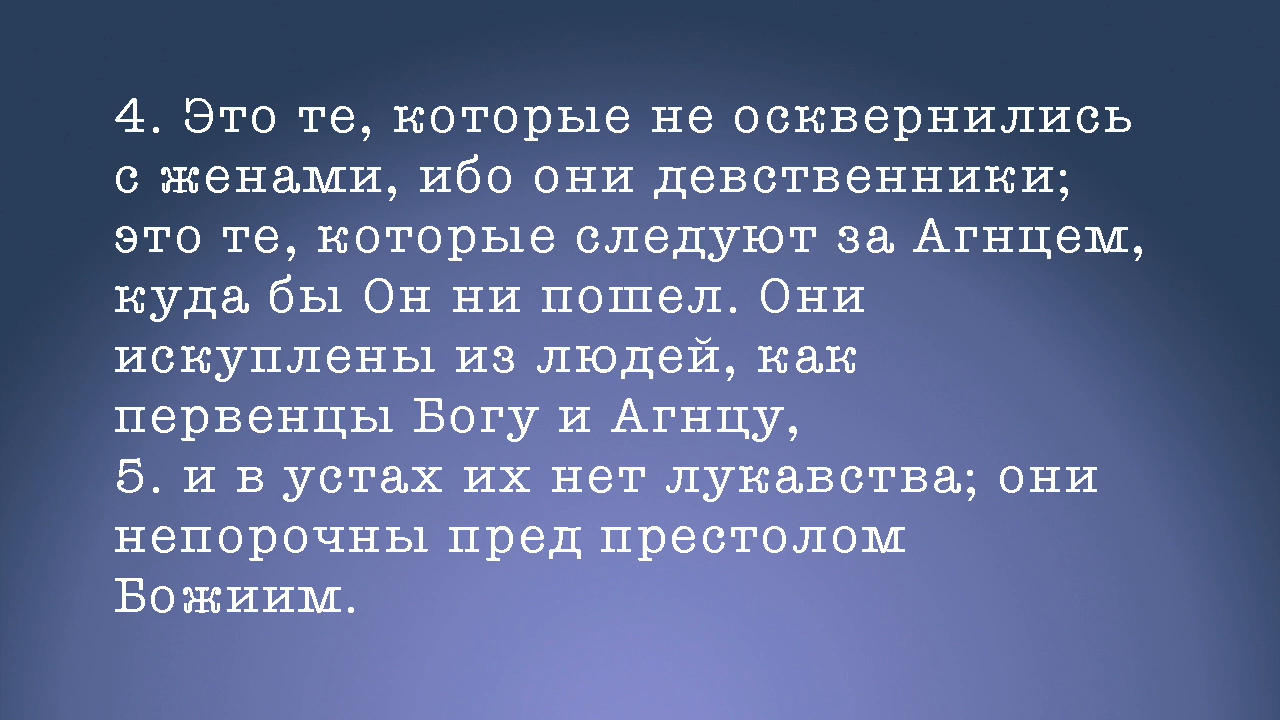 4. Это те, которые не осквернились
с женами, ибо они девственники;
это те, которые следуют за Агнцем,
куда бы Он ни пошел. Они
искуплены из людей, как
первенцы Богу и Агнцу,
5. и в устах их нет лукавства; они
непорочны пред престолом
Божиим.